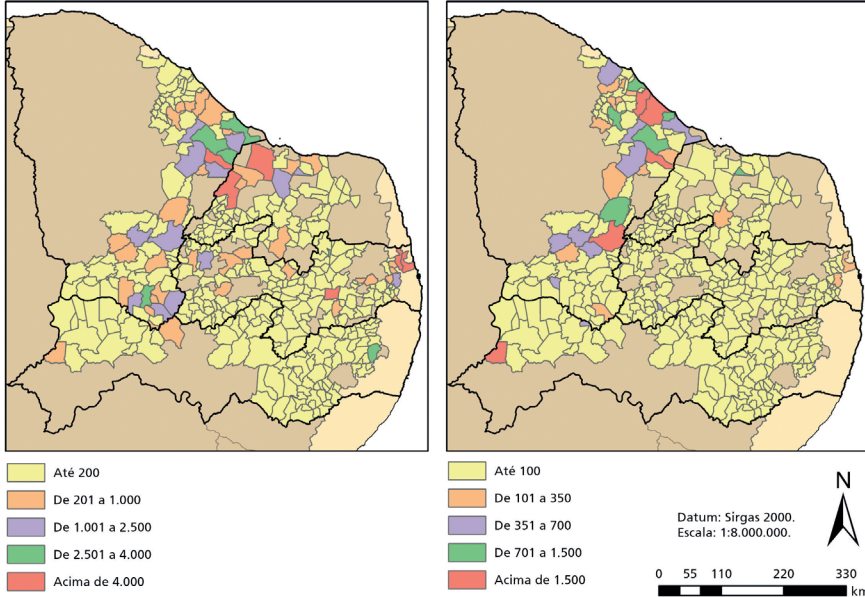 Até 200
De 201 a 1.000
De 1.001 a 2.500
De 2.501 a 4.000
Acima de 4.000
Até 100
De 101 a 350
De 351 a 700
De 701 a 1.500
Acima de 1.500
Datum: Sirgas 2000.
Escala: 1:8.000.000.
N
0 55 110 220 330
km